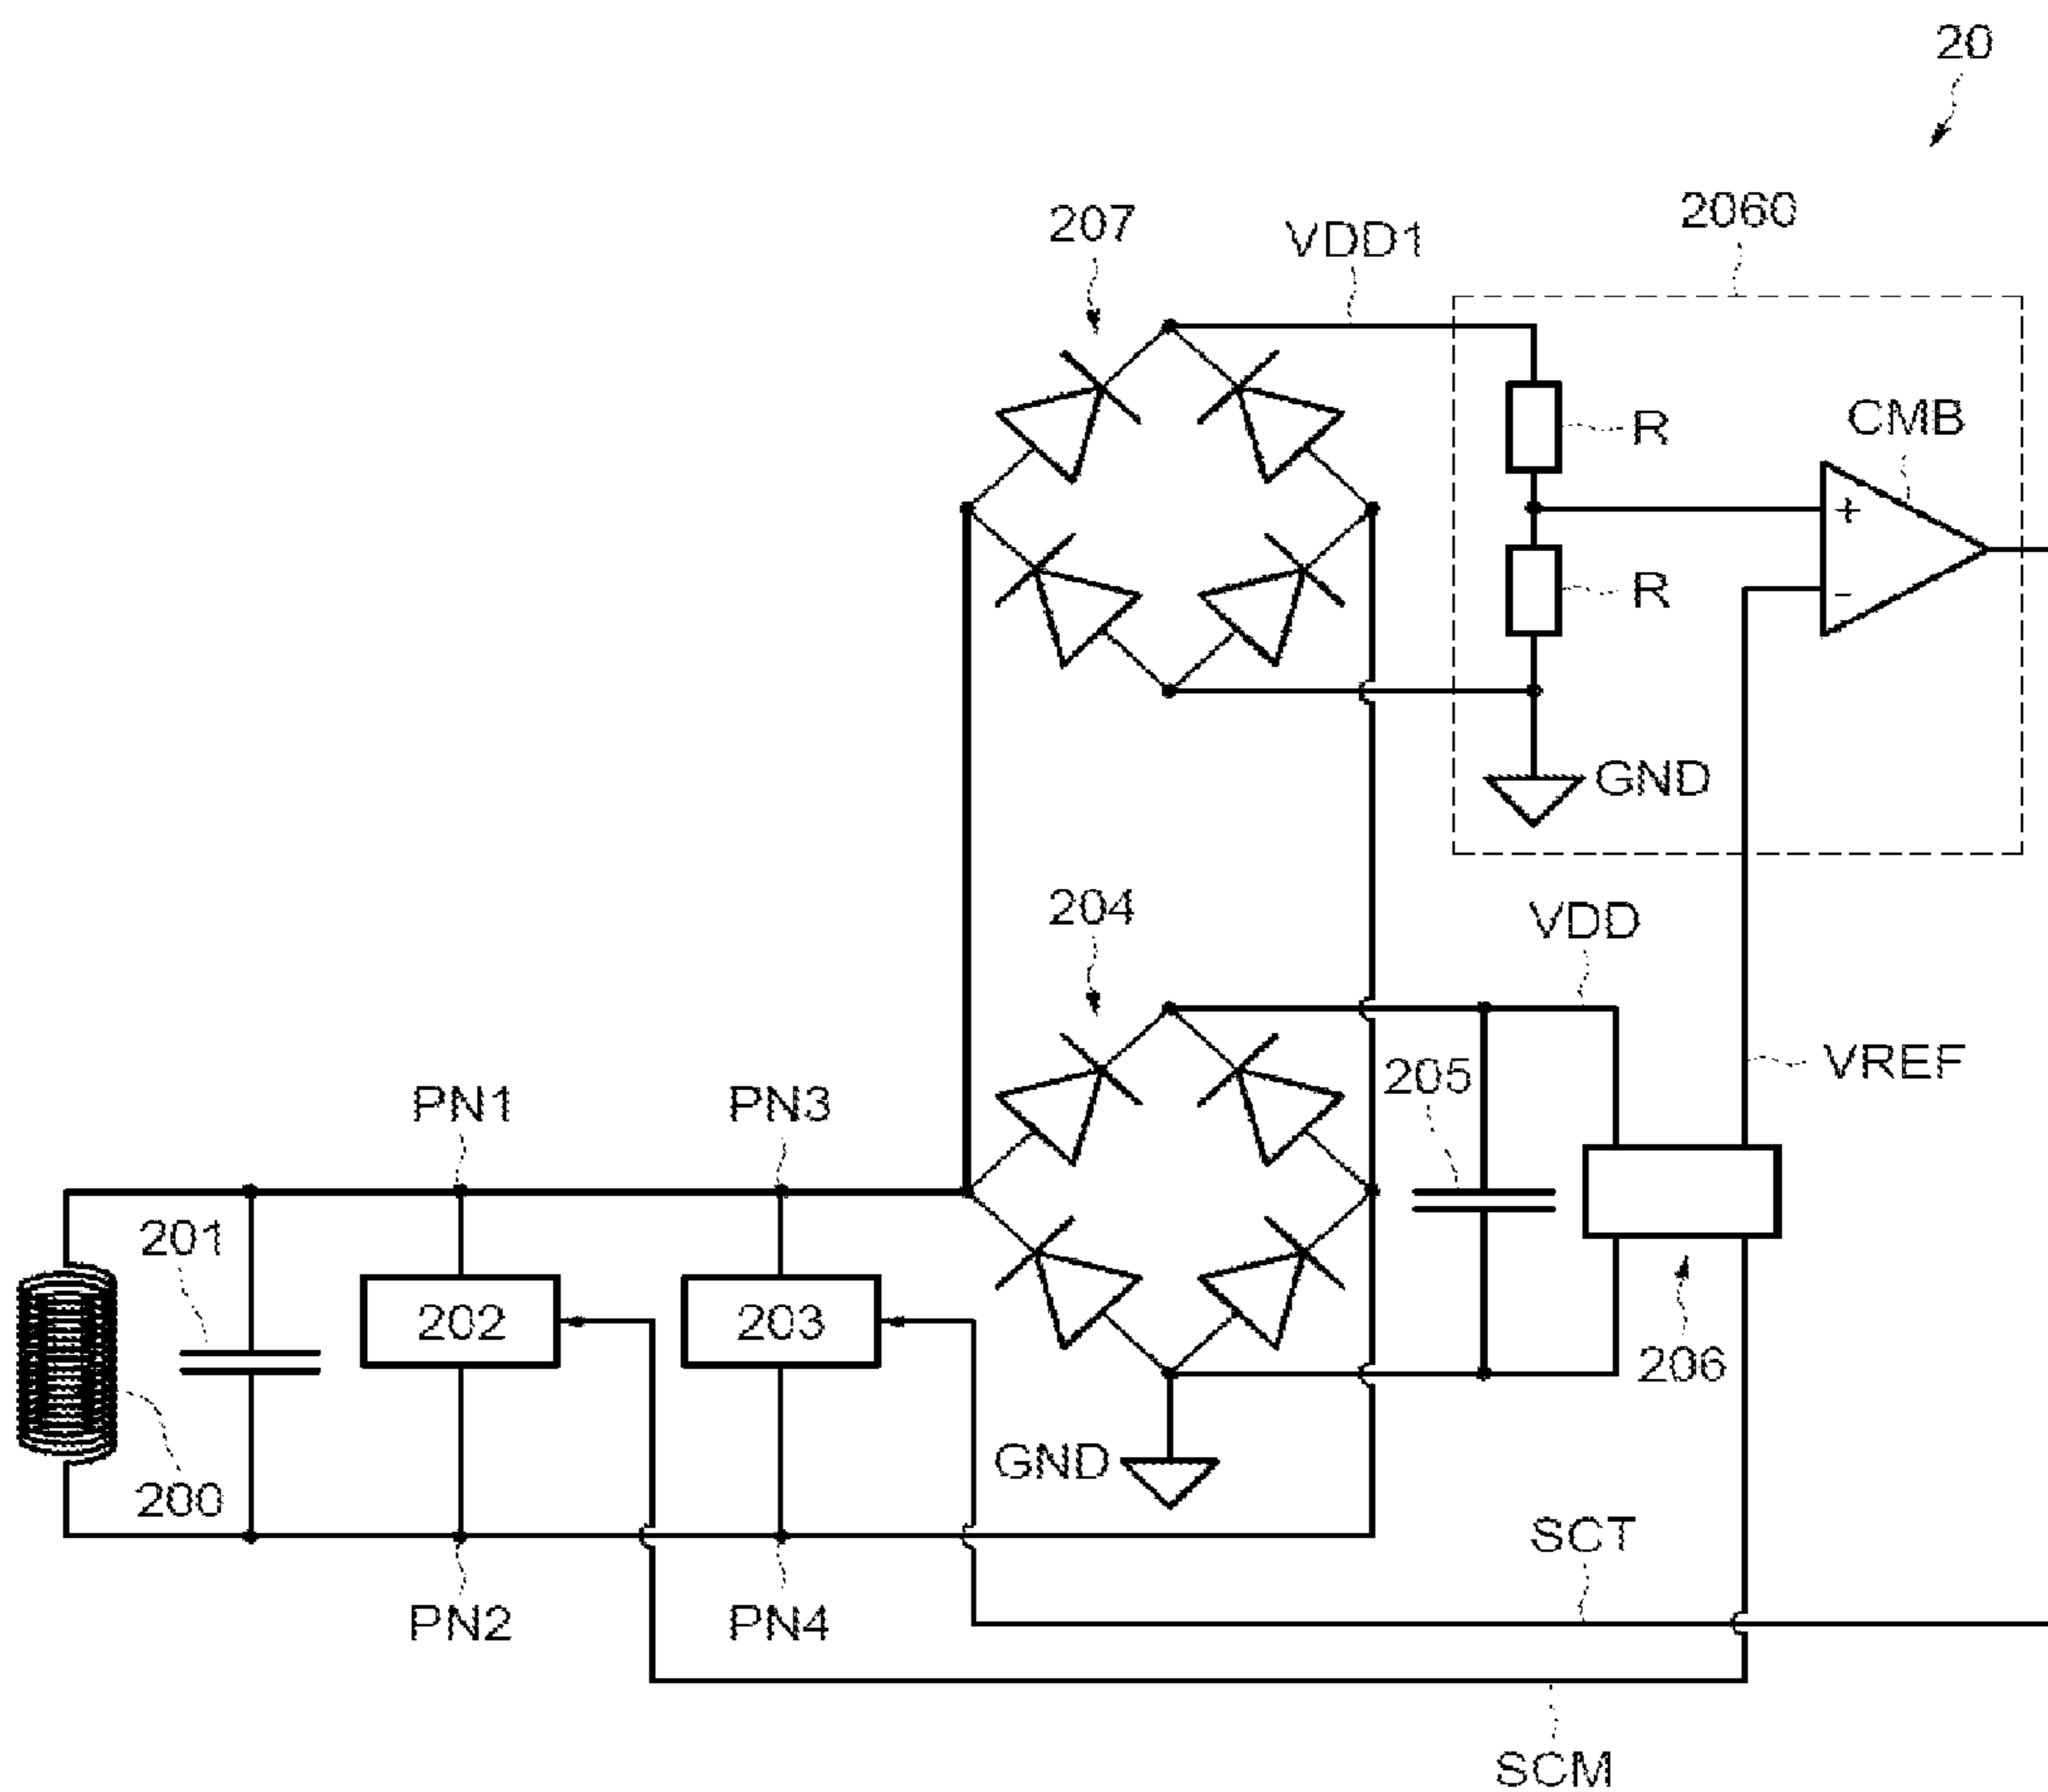 20
207
VDD1
2060
R
CMB
+
R
-
GND
204
VDD
205
VREF
PN1
PN3
201
202
203
206
200
GND
SCT
PN2
PN4
SCM